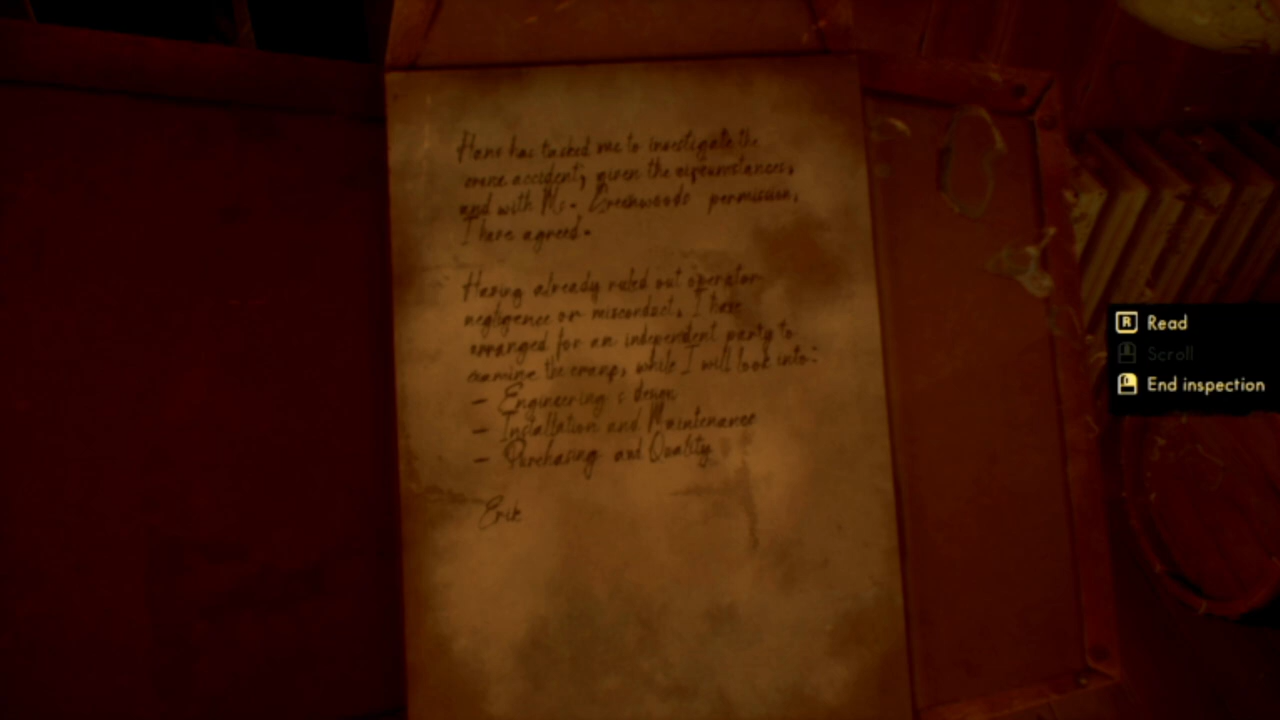 Hans has tasked me to investigate the
crane accident, given the circumstances,
and with Mr. Greenwoods permission,
I have agreed.
Having already ruled out operator
negligence or misconduct, I have
arranged for an independent party to
examine the cramp, while I will look into:
- Engineering & design
- Installation and Maintenance
- Purchasing and Quality
Erik
R Read
Scroll
End inspection